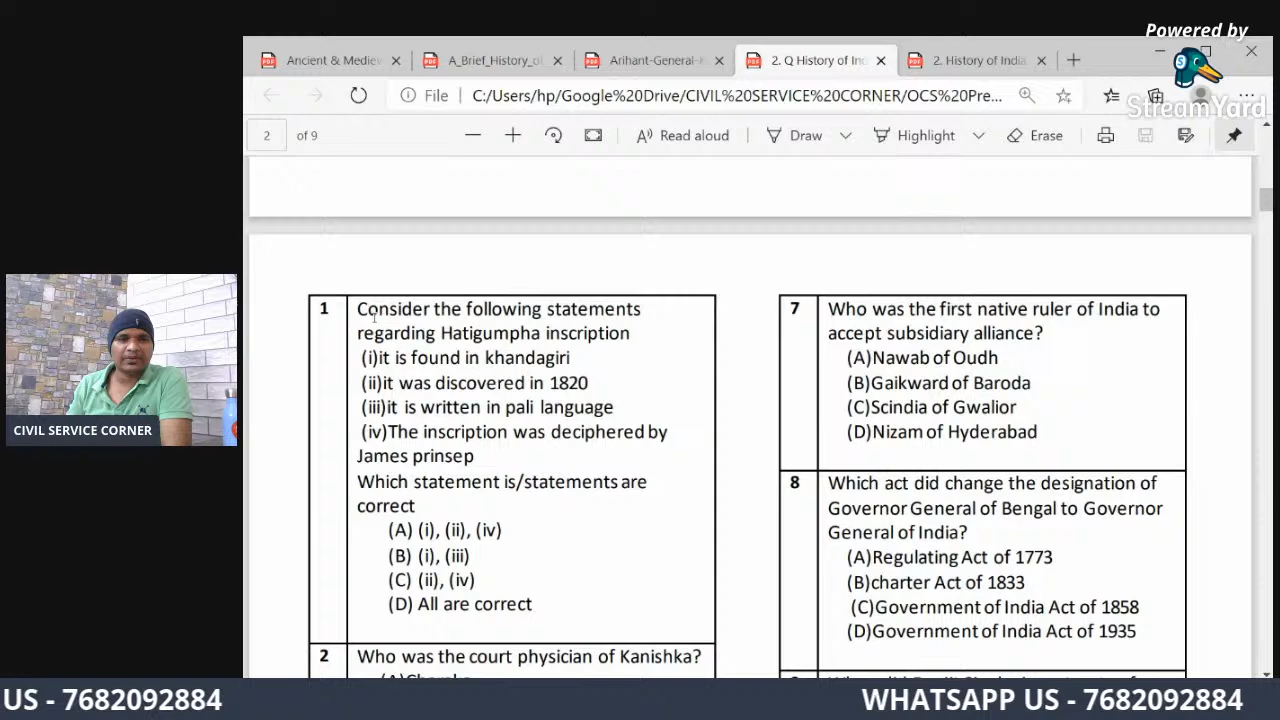 Powered by
StreamYard
Ancient & Mediev
A_Brief_History_of
Arihant-General-K
2. Q History of Ind
2. History of India
File
C:/Users/hp/Google%20Drive/CIVIL%20SERVICE%20CORNER/OCS%20Pre...
2 of 9
Read aloud
Draw
Highlight
Erase
1
Consider the following statements
regarding Hatigumpha inscription
(i)it is found in khandagiri
(ii)it was discovered in 1820
(iii)it is written in pali language
(iv)The inscription was deciphered by
James prinsep
Which statement is/statements are
correct
(A) (i), (ii), (iv)
(B) (i), (iii)
(C) (ii), (iv)
(D) All are correct
2
Who was the court physician of Kanishka?
7
Who was the first native ruler of India to
accept subsidiary alliance?
(A)Nawab of Oudh
(B)Gaikward of Baroda
(C)Scindia of Gwalior
(D)Nizam of Hyderabad
8
Which act did change the designation of
Governor General of Bengal to Governor
General of India?
(A)Regulating Act of 1773
(B)charter Act of 1833
(C)Government of India Act of 1858
(D)Government of India Act of 1935
CIVIL SERVICE CORNER
US - 7682092884
WHATSAPP US - 7682092884